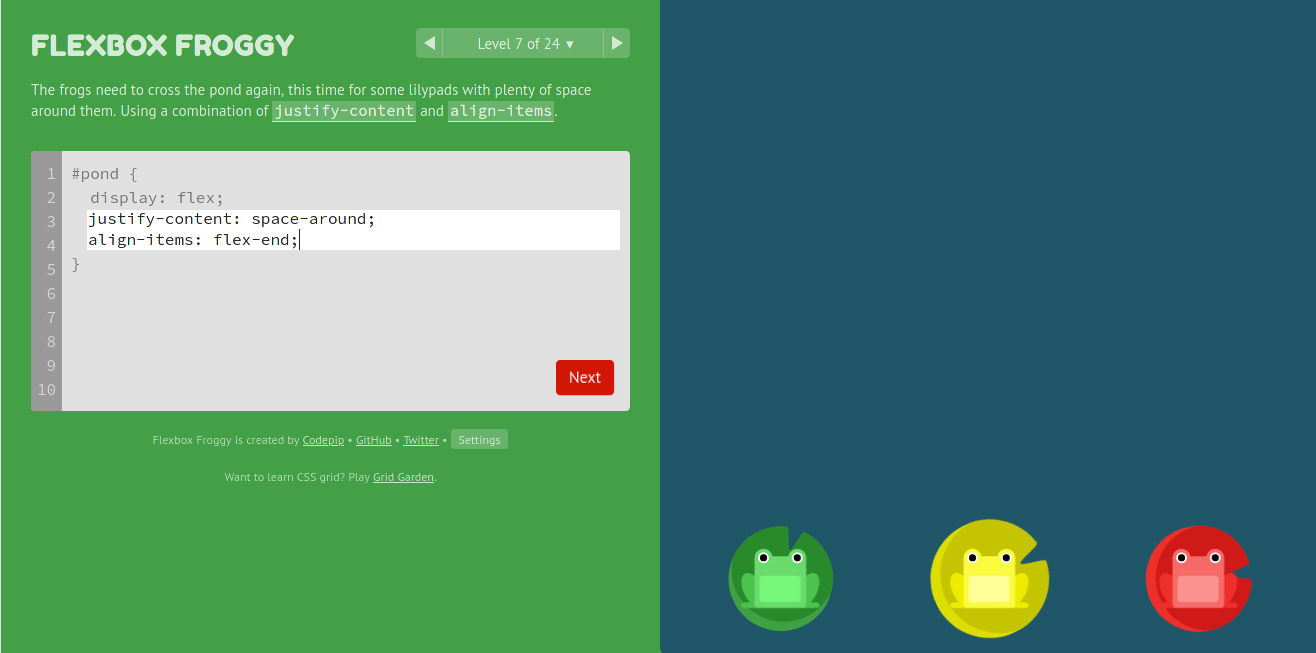 FLEXBOX FROGGY
◀ Level 7 of 24 ▾ ▶
The frogs need to cross the pond again, this time for some lilypads with plenty of space
around them. Using a combination of justify-content and align-items.
1 #pond {
2   display: flex;
3   justify-content: space-around;
4   align-items: flex-end;
5 }
6
7
8
9
10
Next
Flexbox Froggy is created by Codepip • GitHub • Twitter • Settings
Want to learn CSS grid? Play Grid Garden.